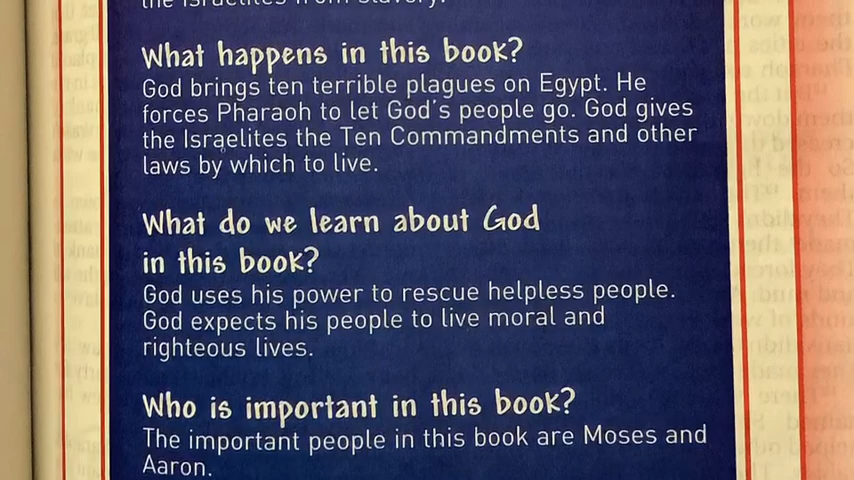 the Israelites from slavery.
What happens in this book?
God brings ten terrible plagues on Egypt. He
forces Pharaoh to let God's people go. God gives
the Israelites the Ten Commandments and other
laws by which to live.
What do we learn about God
in this book?
God uses his power to rescue helpless people.
God expects his people to live moral and
righteous lives.
Who is important in this book?
The important people in this book are Moses and
Aaron.